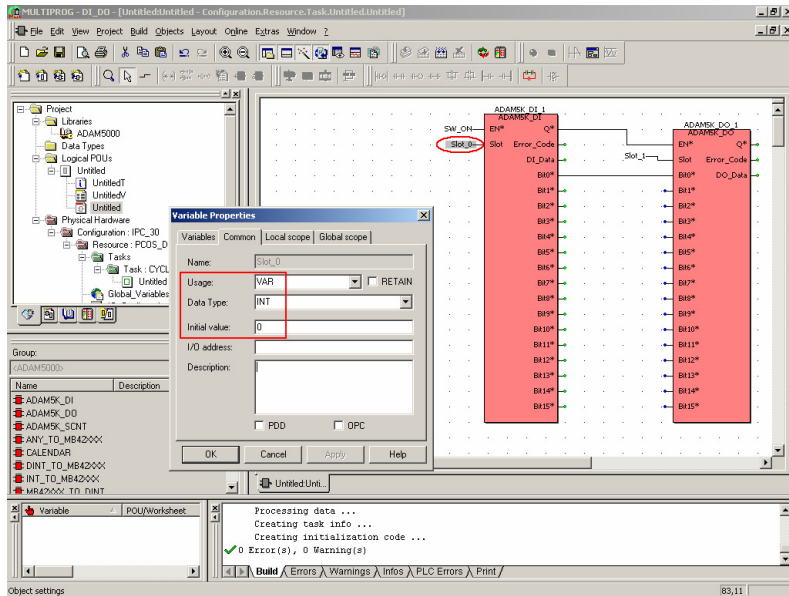 MULTIPROG - DI_DO - [Untitled:Untitled - Configuration.Resource.Task.Untitled.Untitled]
File Edit View Project Build Objects Layout Online Extras Window ?
Project
Libraries
ADAM5000
Data Types
Logical POUs
Untitled
UntitledT
UntitledV
Untitled
Physical Hardware
Configuration : IPC_30
Resource : PCOS_D
Tasks
Task : CYCL
Untitled
Global_Variables
Group:
<ADAM5000>
Name Description
ADAM5K_DI
ADAM5K_DO
ADAM5K_SCNT
ANY_TO_MB42XXX
CALENDAR
DINT_TO_MB42XXX
INT_TO_MB42XXX
MB42XXX_TO_DINT
Variable Properties
Variables Common Local scope Global scope
Name: Slot_0
Usage: VAR RETAIN
Data Type: INT
Initial value: 0
I/O address:
Description:
PDD OPC
OK Cancel Apply Help
ADAM5K_DI_1
ADAM5K_DI
SW_ON EN* Q*
Slot_0 Slot Error_Code
DI_Data
Bit0*
Bit1*
Bit2*
Bit3*
Bit4*
Bit5*
Bit6*
Bit7*
Bit8*
Bit9*
Bit10*
Bit11*
Bit12*
Bit13*
Bit14*
Bit15*
ADAM5K_DO_1
ADAM5K_DO
EN* Q*
Slot_1 Slot Error_Code
Bit0* DO_Data
Bit1*
Bit2*
Bit3*
Bit4*
Bit5*
Bit6*
Bit7*
Bit8*
Bit9*
Bit10*
Bit11*
Bit12*
Bit13*
Bit14*
Bit15*
Untitled:Unti...
Variable POU/Worksheet
Processing data ...
Creating task info ...
Creating initialization code ...
0 Error(s), 0 Warning(s)
Build Errors Warnings Infos PLC Errors Print
Object settings
83,11